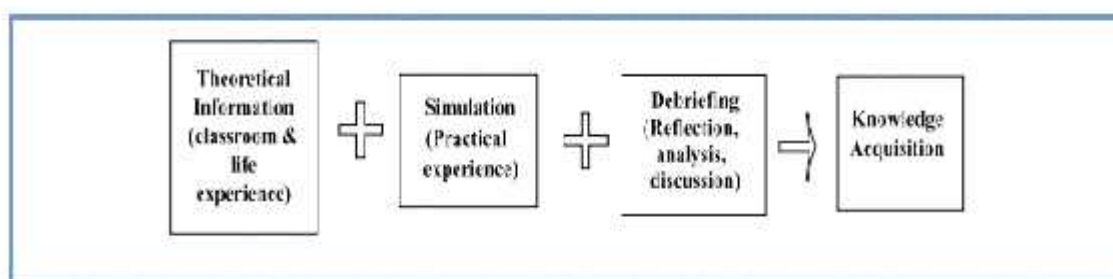 Theoretical
Information
(classroom &
life
experience)
Simulation
(Practical
experience)
Debriefing
(Reflection,
analysis,
discussion)
Knowledge
Acquisition